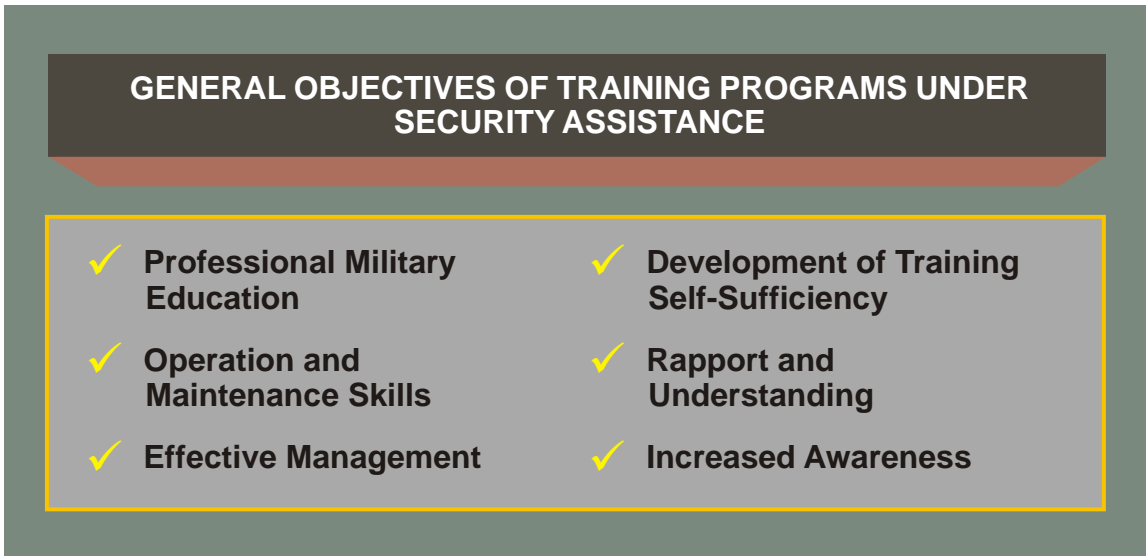 GENERAL OBJECTIVES OF TRAINING PROGRAMS UNDER
SECURITY ASSISTANCE
Professional Military
Education
Operation and
Maintenance Skills
Effective Management
Development of Training
Self-Sufficiency
Rapport and
Understanding
Increased Awareness